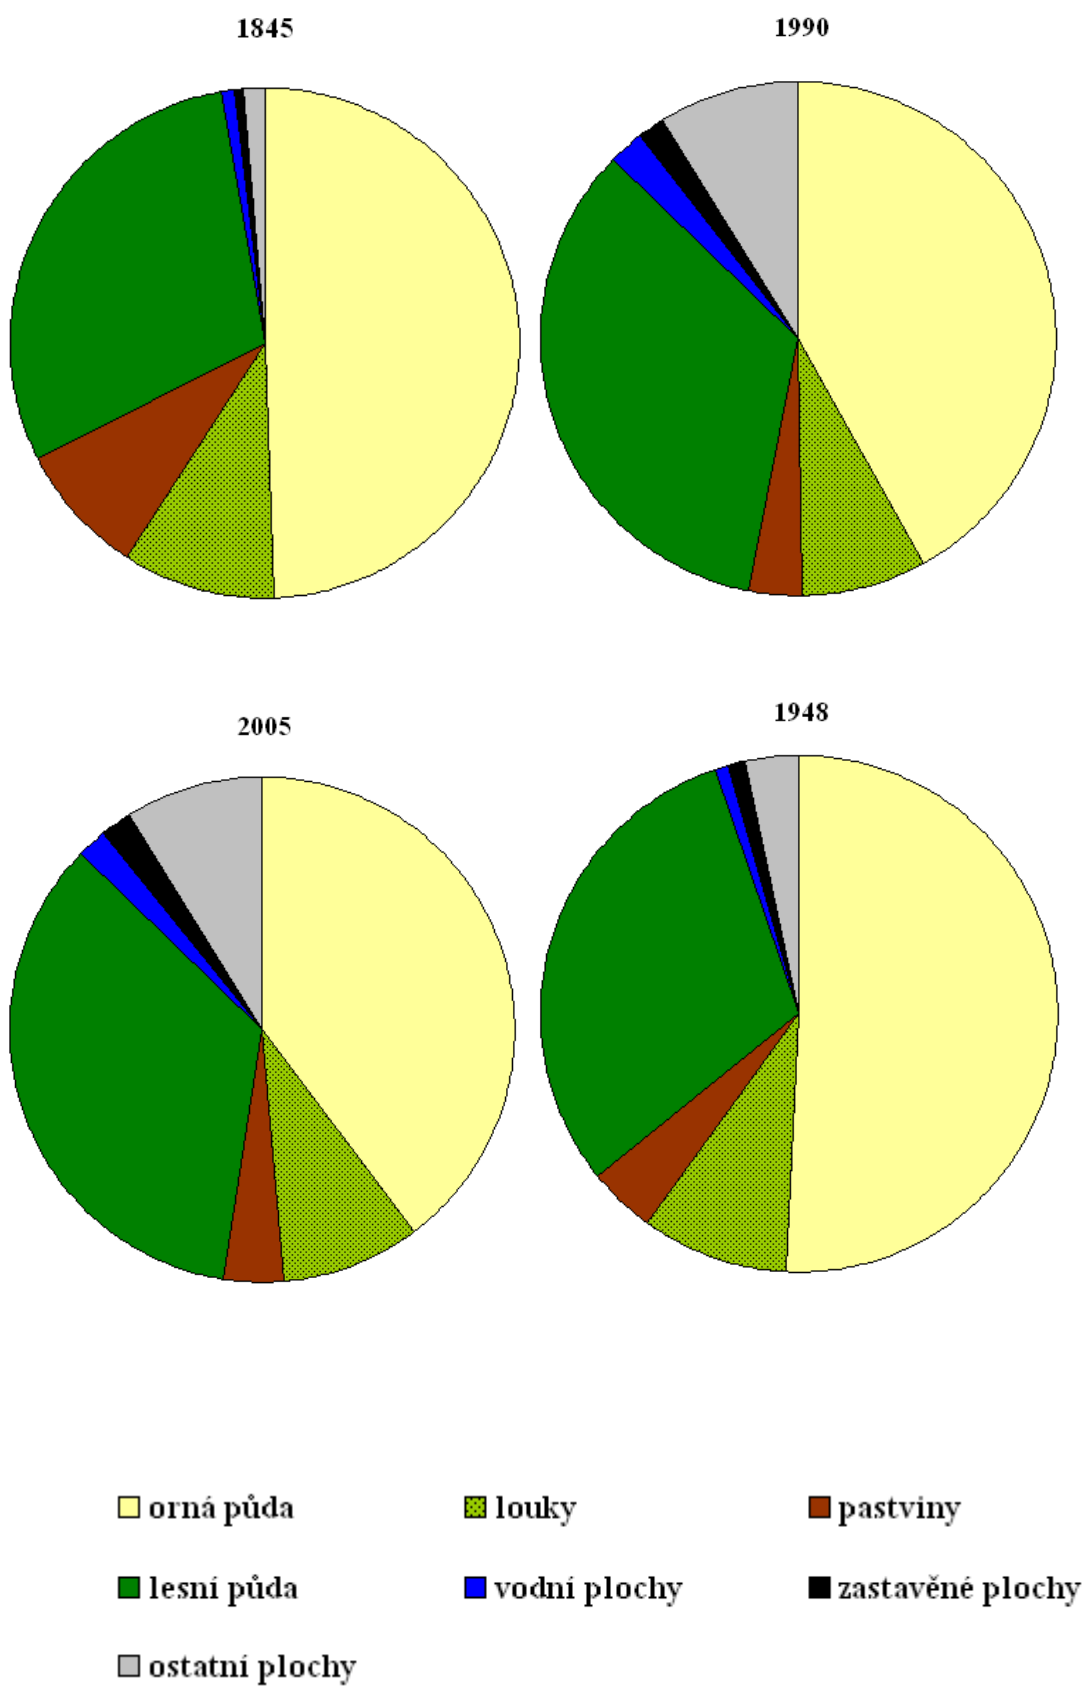 1845
1990
2005
1948
orná půda
louky
pastviny
lesní půda
vodní plochy
zastavěné plochy
ostatní plochy